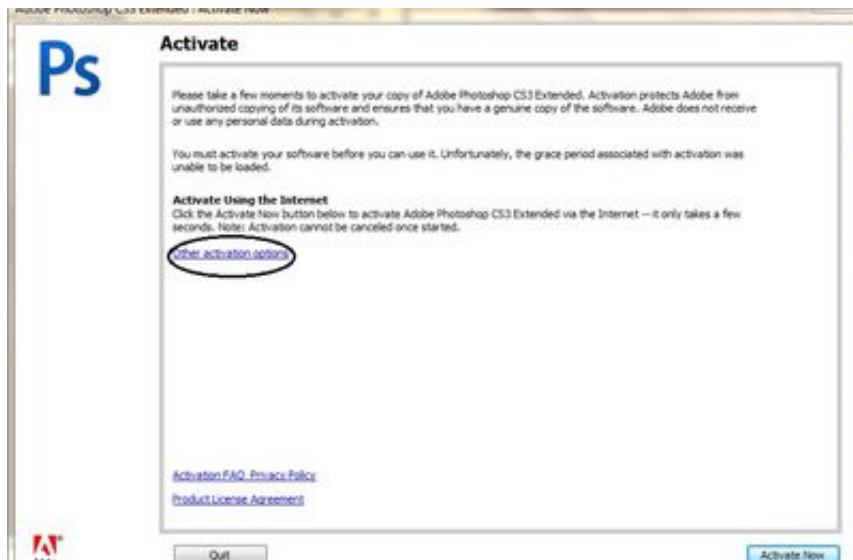 Adobe Photoshop CS3 Extended : Activate Now
Ps
Activate
Please take a few moments to activate your copy of Adobe Photoshop CS3 Extended. Activation protects Adobe from
unauthorized copying of its software and ensures that you have a genuine copy of the software. Adobe does not receive
or use any personal data during activation.
You must activate your software before you can use it. Unfortunately, the grace period associated with activation was
unable to be loaded.
Activate Using the Internet
Click the Activate Now button below to activate Adobe Photoshop CS3 Extended via the Internet — it only takes a few
seconds. Note: Activation cannot be canceled once started.
Other activation options
Activation FAQ Privacy Policy
Product License Agreement
Quit
Activate Now